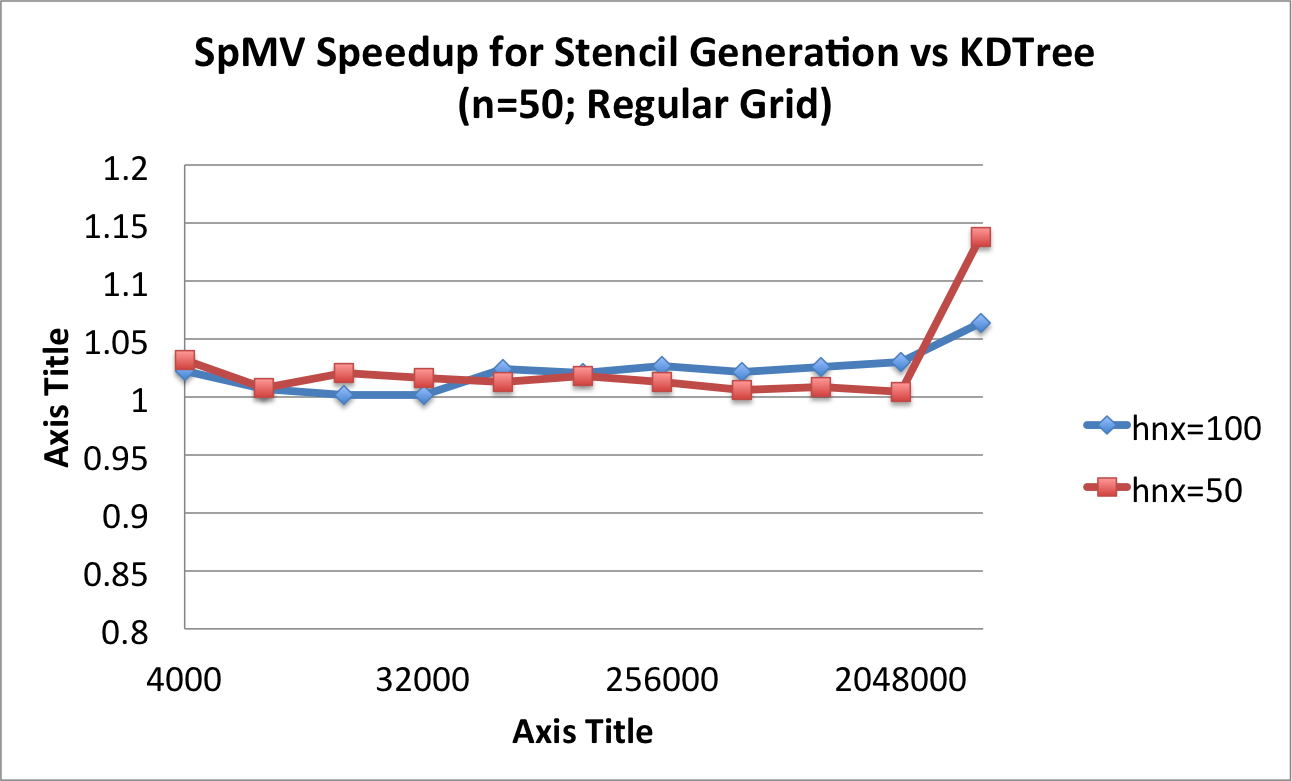 SpMV Speedup for Stencil Generation vs KDTree
(n=50; Regular Grid)
1.2
1.15
1.1
1.05
1
0.95
0.9
0.85
0.8
Axis Title
4000 32000 256000 2048000
Axis Title
hnx=100
hnx=50